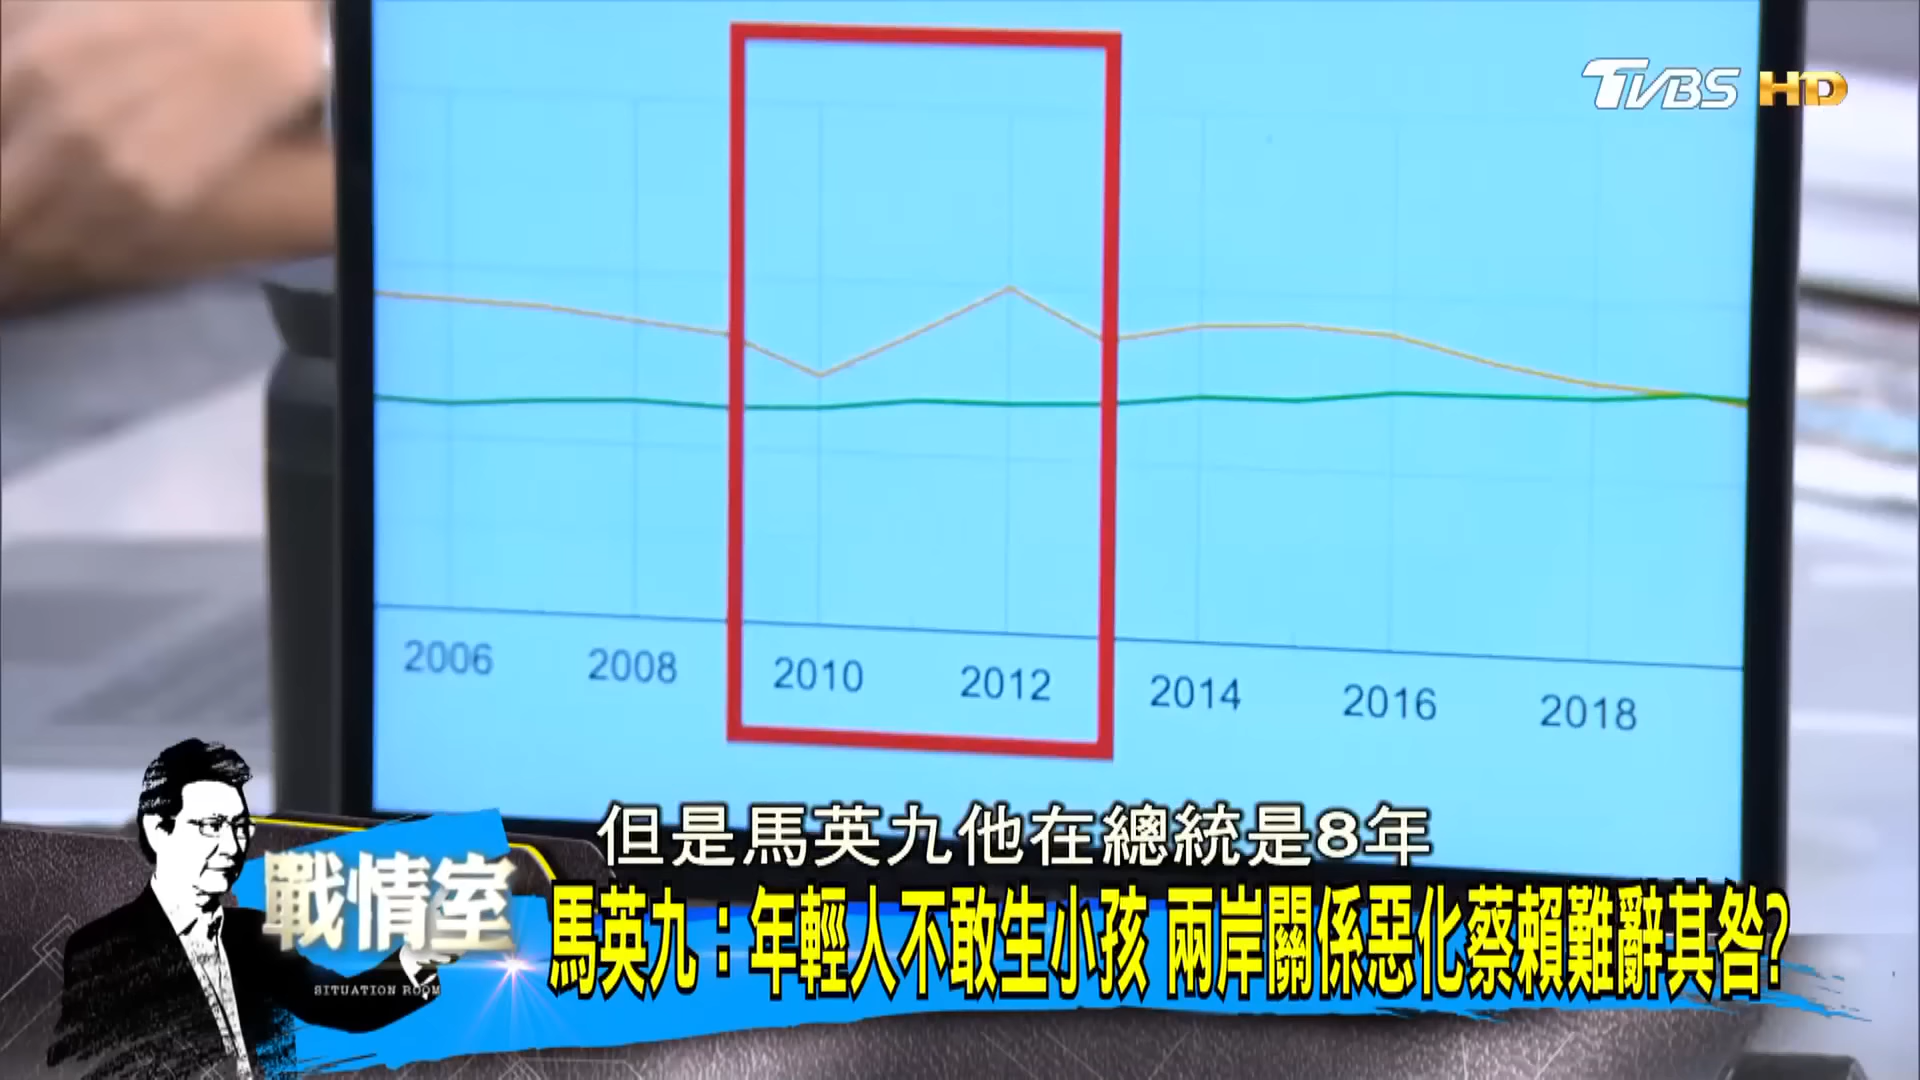 TVBS HD
2006 2008 2010 2012 2014 2016 2018
但是馬英九他在總統是8年
戰情室
SITUATION ROOM
馬英九：年輕人不敢生小孩 兩岸關係惡化蔡賴難辭其咎?